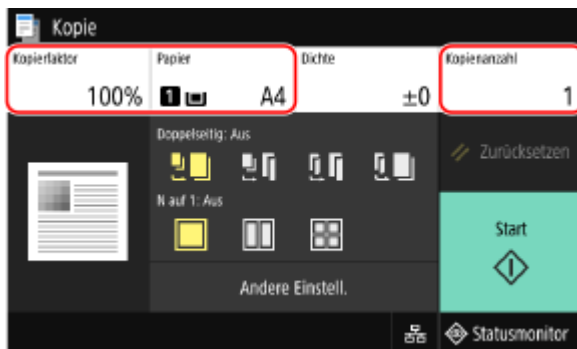 Kopie
Kopierfaktor Papier Dichte Kopienanzahl
100% 1 A4 ±0 1
Doppelseitig: Aus
Zurücksetzen
N auf 1: Aus
Start
Andere Einstell.
Statusmonitor